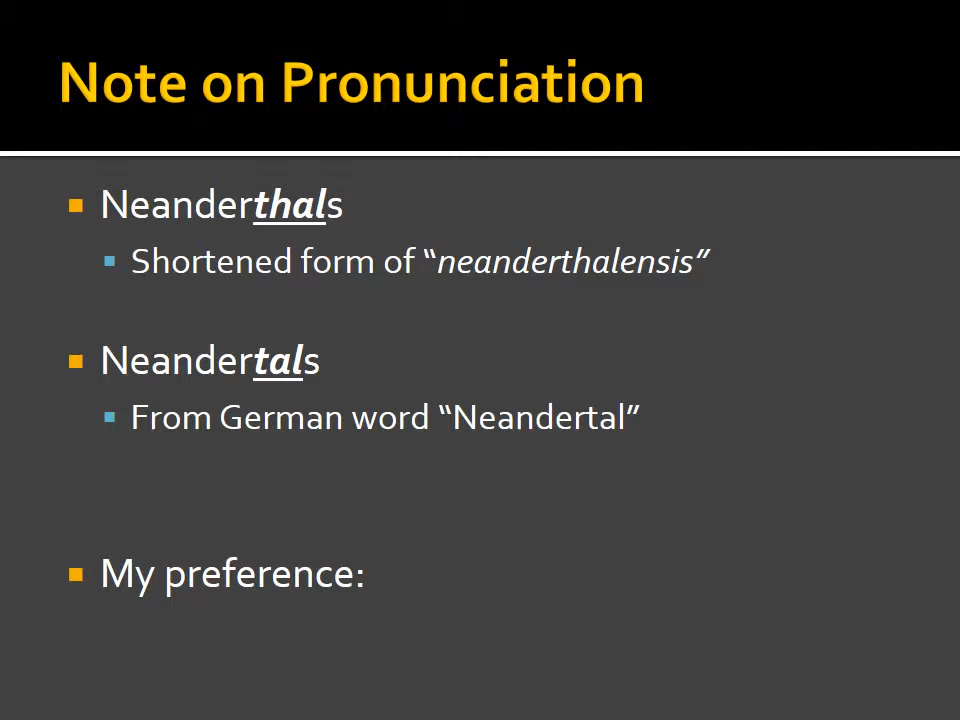 Note on Pronunciation
Neanderthals
Shortened form of “neanderthalensis”
Neandertals
From German word “Neandertal”
My preference: